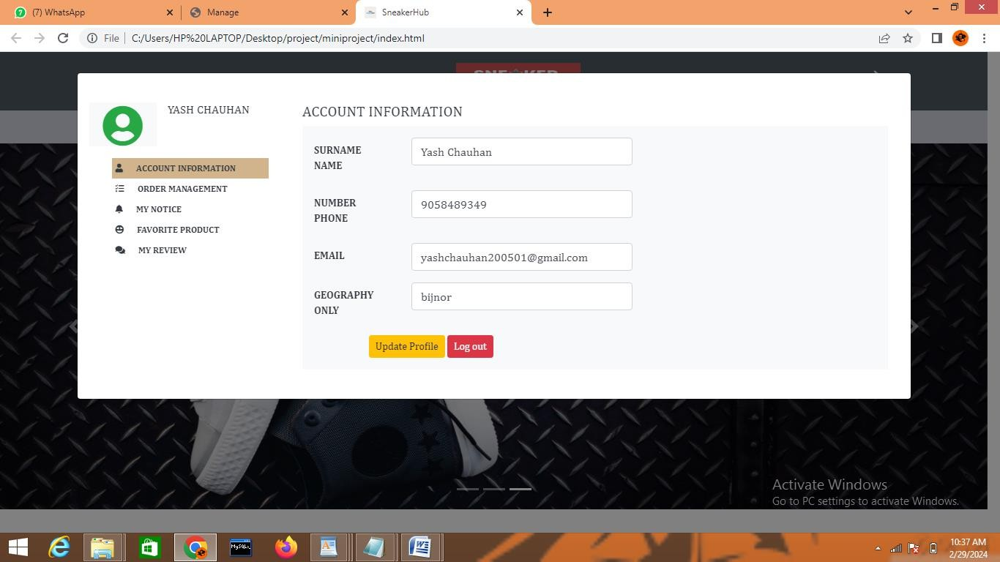 (7) WhatsApp
Manage
SneakerHub
File
C:/Users/HP%20LAPTOP/Desktop/project/miniproject/index.html
YASH CHAUHAN
ACCOUNT INFORMATION
ORDER MANAGEMENT
MY NOTICE
FAVORITE PRODUCT
MY REVIEW
ACCOUNT INFORMATION
SURNAME
NAME
Yash Chauhan
NUMBER
PHONE
9058489349
EMAIL
yashchauhan200501@gmail.com
GEOGRAPHY
ONLY
bijnor
Update Profile
Log out
Activate Windows
Go to PC settings to activate Windows.
10:37 AM
2/29/2024